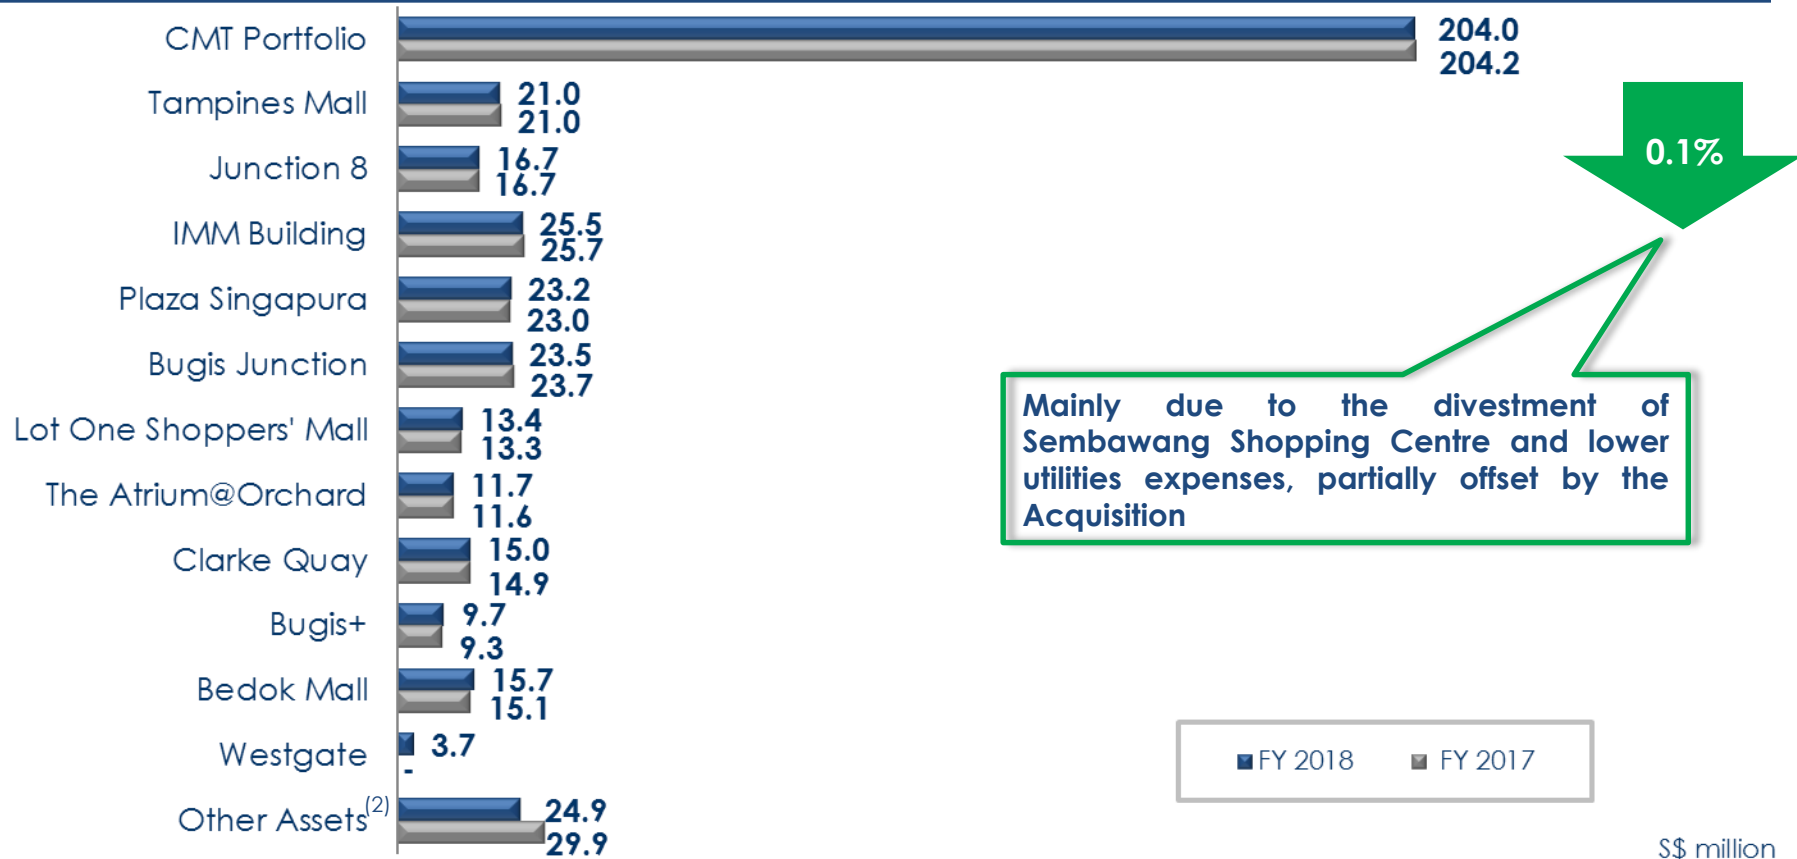 CMT Portfolio
204.0
204.2
Tampines Mall
21.0
21.0
Junction 8
16.7
16.7
IMM Building
25.5
25.7
Plaza Singapura
23.2
23.0
Bugis Junction
23.5
23.7
Lot One Shoppers' Mall
13.4
13.3
The Atrium@Orchard
11.7
11.6
Clarke Quay
15.0
14.9
Bugis+
9.7
9.3
Bedok Mall
15.7
15.1
Westgate
3.7
-
Other Assets(2)
24.9
29.9
0.1%
Mainly due to the divestment of
Sembawang Shopping Centre and lower
utilities expenses, partially offset by the
Acquisition
FY 2018 FY 2017
S$ million